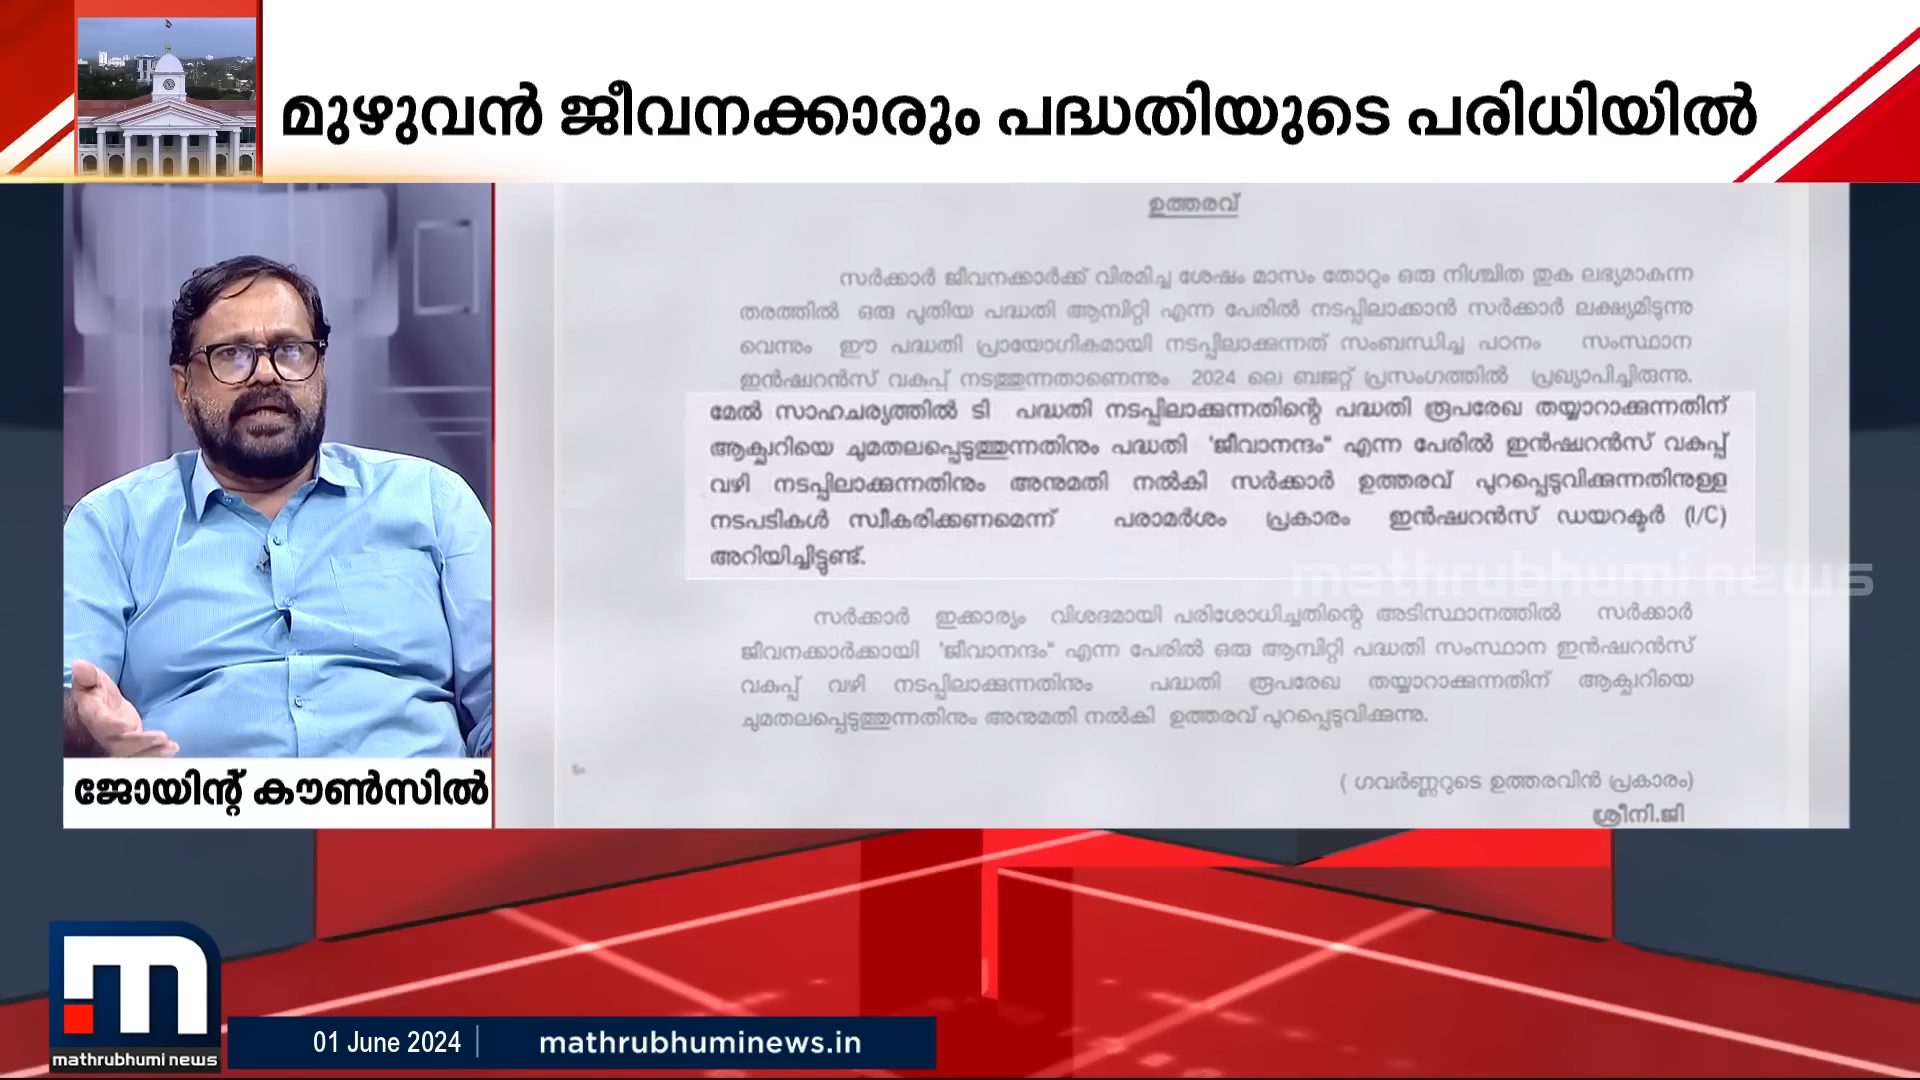 മുഴുവൻ ജീവനക്കാരും പദ്ധതിയുടെ പരിധിയിൽ
ഉത്തരവ്
സർക്കാർ ജീവനക്കാർക്ക് വിരമിച്ച ശേഷം മാസം തോറും ഒരു നിശ്ചിത തുക ലഭ്യമാകുന്ന
തരത്തിൽ ഒരു പുതിയ പദ്ധതി ആന്വിറ്റി എന്ന പേരിൽ നടപ്പിലാക്കാൻ സർക്കാർ ലക്ഷ്യമിടുന്നു
വെന്നും ഈ പദ്ധതി പ്രായോഗികമായി നടപ്പിലാക്കുന്നത് സംബന്ധിച്ച പഠനം സംസ്ഥാന
ഇൻഷ്വറൻസ് വകുപ്പ് നടത്തുന്നതാണെന്നും 2024 ലെ ബജറ്റ് പ്രസംഗത്തിൽ പ്രഖ്യാപിച്ചിരുന്നു.
മേൽ സാഹചര്യത്തിൽ ടി പദ്ധതി നടപ്പിലാക്കുന്നതിന്റെ പദ്ധതി രൂപരേഖ തയ്യാറാക്കുന്നതിന്
ആക്ച്വറിയെ ചുമതലപ്പെടുത്തുന്നതിനും പദ്ധതി 'ജീവാനന്ദം" എന്ന പേരിൽ ഇൻഷ്വറൻസ് വകുപ്പ്
വഴി നടപ്പിലാക്കുന്നതിനും അനുമതി നൽകി സർക്കാർ ഉത്തരവ് പുറപ്പെടുവിക്കുന്നതിനുള്ള
നടപടികൾ സ്വീകരിക്കണമെന്ന് പരാമർശം പ്രകാരം ഇൻഷ്വറൻസ് ഡയറക്ടർ (I/C)
അറിയിച്ചിട്ടുണ്ട്.
mathrubhumi news
സർക്കാർ ഇക്കാര്യം വിശദമായി പരിശോധിച്ചതിന്റെ അടിസ്ഥാനത്തിൽ സർക്കാർ
ജീവനക്കാർക്കായി 'ജീവാനന്ദം" എന്ന പേരിൽ ഒരു ആന്വിറ്റി പദ്ധതി സംസ്ഥാന ഇൻഷ്വറൻസ്
വകുപ്പ് വഴി നടപ്പിലാക്കുന്നതിനും പദ്ധതി രൂപരേഖ തയ്യാറാക്കുന്നതിന് ആക്ച്വറിയെ
ചുമതലപ്പെടുത്തുന്നതിനും അനുമതി നൽകി ഉത്തരവ് പുറപ്പെടുവിക്കുന്നു.
( ഗവർണ്ണറുടെ ഉത്തരവിൻ പ്രകാരം)
ശ്രീനി.ജി
ജോയിന്റ് കൗൺസിൽ
mathrubhumi news
01 June 2024
mathrubhuminews.in